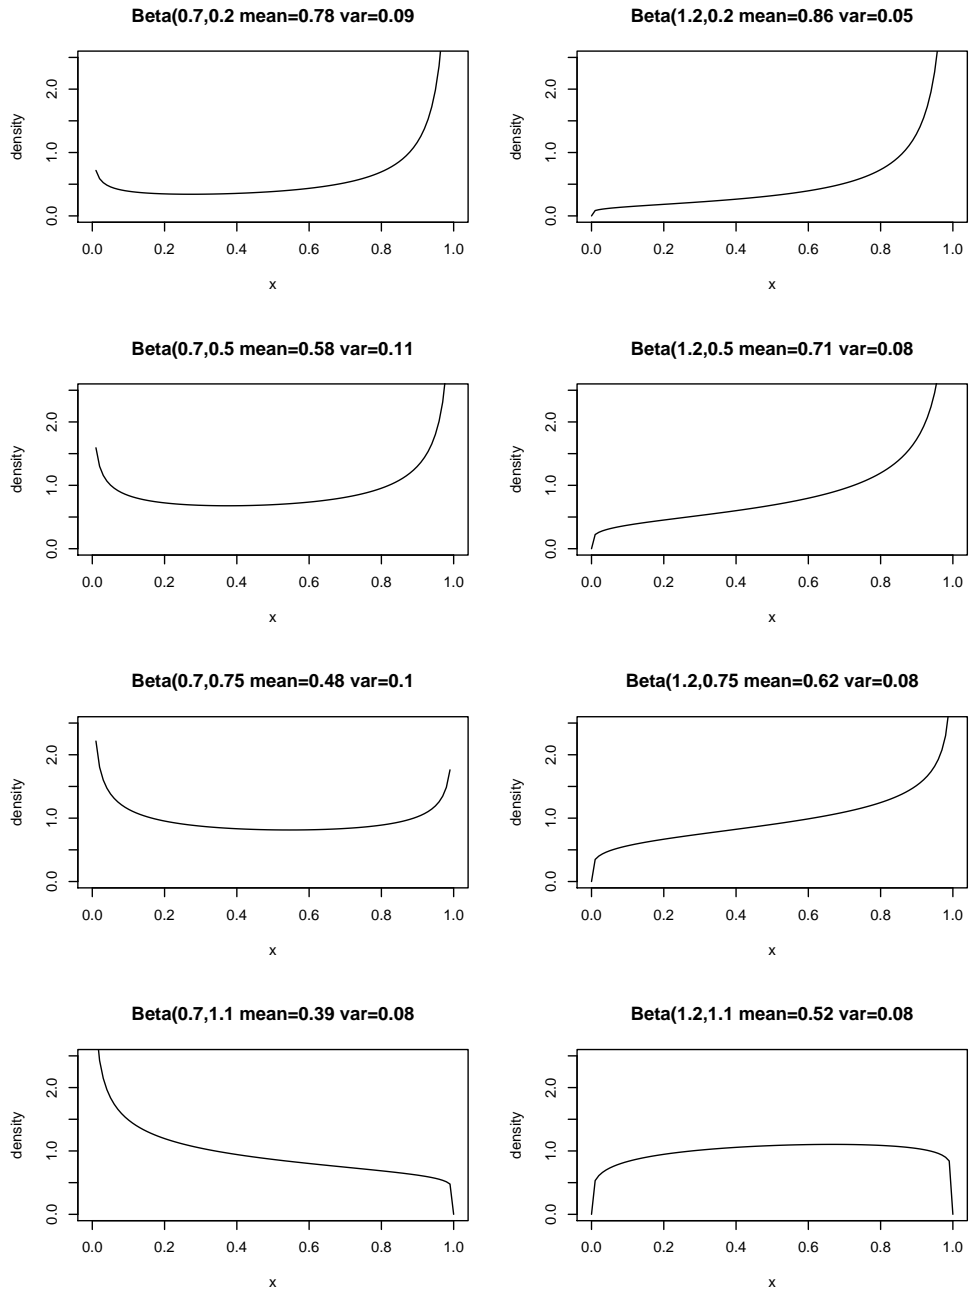 Beta(0.7,0.2 mean=0.78 var=0.09
density
0.0 1.0 2.0
0.0 0.2 0.4 0.6 0.8 1.0
x
Beta(1.2,0.2 mean=0.86 var=0.05
density
0.0 1.0 2.0
0.0 0.2 0.4 0.6 0.8 1.0
x
Beta(0.7,0.5 mean=0.58 var=0.11
density
0.0 1.0 2.0
0.0 0.2 0.4 0.6 0.8 1.0
x
Beta(1.2,0.5 mean=0.71 var=0.08
density
0.0 1.0 2.0
0.0 0.2 0.4 0.6 0.8 1.0
x
Beta(0.7,0.75 mean=0.48 var=0.1
density
0.0 1.0 2.0
0.0 0.2 0.4 0.6 0.8 1.0
x
Beta(1.2,0.75 mean=0.62 var=0.08
density
0.0 1.0 2.0
0.0 0.2 0.4 0.6 0.8 1.0
x
Beta(0.7,1.1 mean=0.39 var=0.08
density
0.0 1.0 2.0
0.0 0.2 0.4 0.6 0.8 1.0
x
Beta(1.2,1.1 mean=0.52 var=0.08
density
0.0 1.0 2.0
0.0 0.2 0.4 0.6 0.8 1.0
x